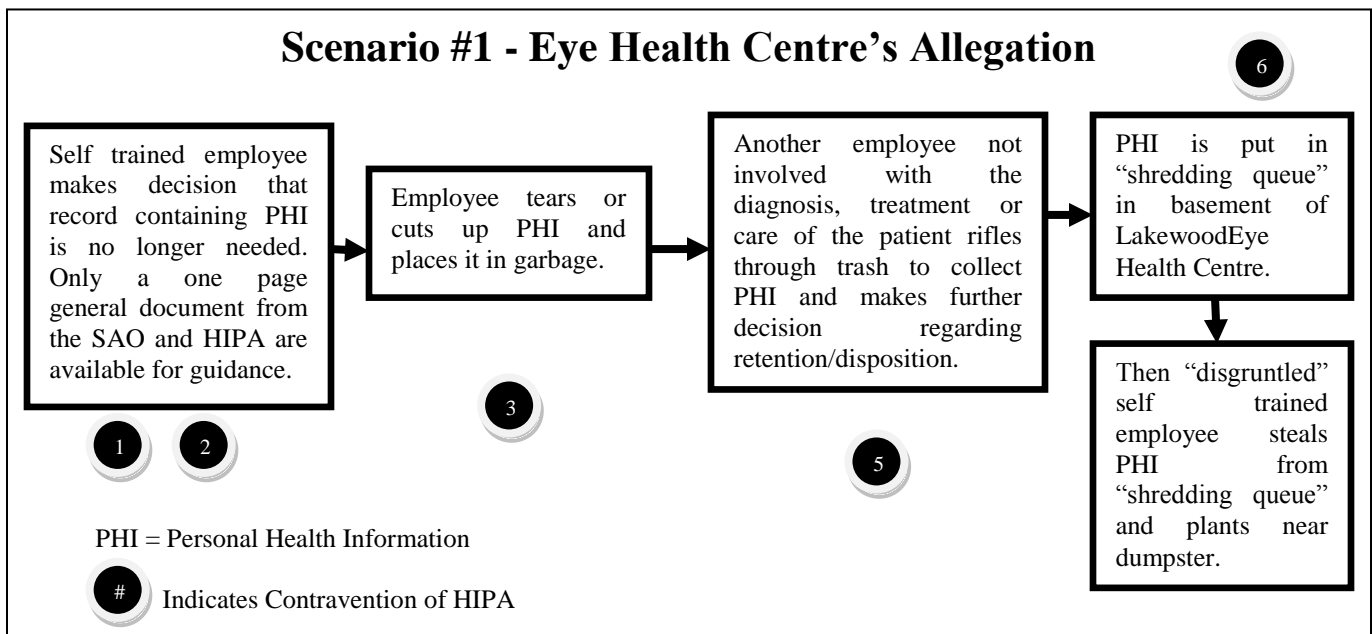 Scenario #1 - Eye Health Centre's Allegation
6
Self trained employee
makes decision that
record containing PHI
is no longer needed.
Only a one page
general document from
the SAO and HIPA are
available for guidance.
1
2
Employee tears or
cuts up PHI and
places it in garbage.
3
Another employee not
involved with the
diagnosis, treatment or
care of the patient rifles
through trash to collect
PHI and makes further
decision regarding
retention/disposition.
5
PHI is put in
“shredding queue”
in basement of
LakewoodEye
Health Centre.
Then “disgruntled”
self trained
employee steals
PHI from
“shredding queue”
and plants near
dumpster.
PHI = Personal Health Information
# Indicates Contravention of HIPA